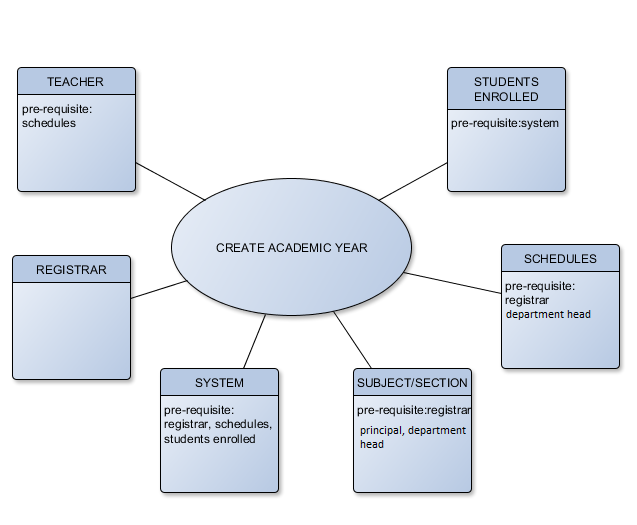 TEACHER
pre-requisite:
schedules
STUDENTS
ENROLLED
pre-requisite:system
CREATE ACADEMIC YEAR
REGISTRAR
SCHEDULES
pre-requisite:
registrar
department head
SYSTEM
pre-requisite:
registrar, schedules,
students enrolled
SUBJECT/SECTION
pre-requisite:registrar
principal, department
head